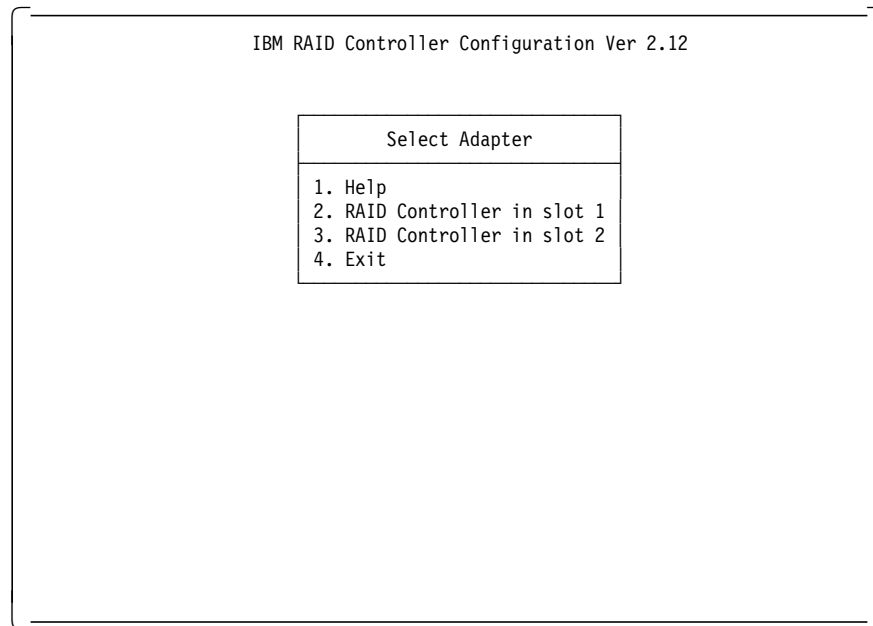 IBM RAID Controller Configuration Ver 2.12
Select Adapter
1. Help
2. RAID Controller in slot 1
3. RAID Controller in slot 2
4. Exit